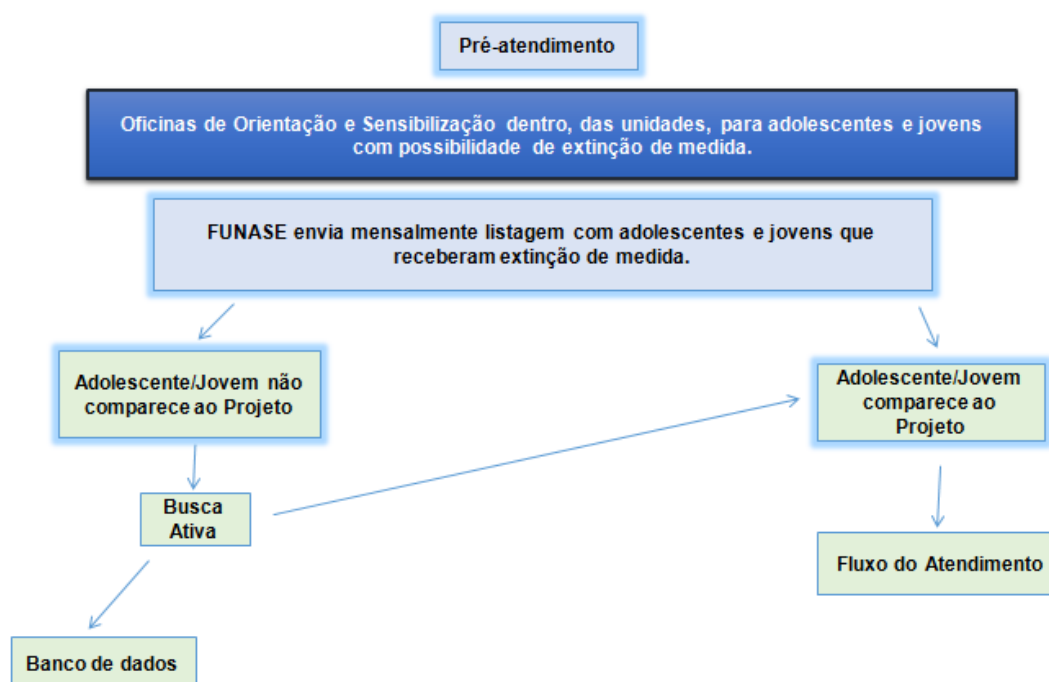 Pré-atendimento
Oficinas de Orientação e Sensibilização dentro, das unidades, para adolescentes e jovens
com possibilidade de extinção de medida.
FUNASE envia mensalmente listagem com adolescentes e jovens que
receberam extinção de medida.
Adolescente/Jovem não
comparece ao Projeto
Adolescente/Jovem
comparece ao
Projeto
Busca
Ativa
Fluxo do Atendimento
Banco de dados